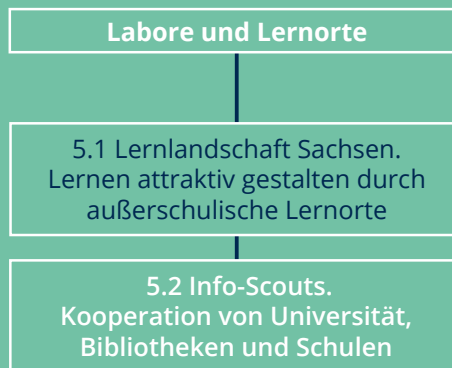 Labore und Lernorte
5.1 Lernlandschaft Sachsen.
Lernen attraktiv gestalten durch
außerschulische Lernorte
5.2 Info-Scouts.
Kooperation von Universität,
Bibliotheken und Schulen